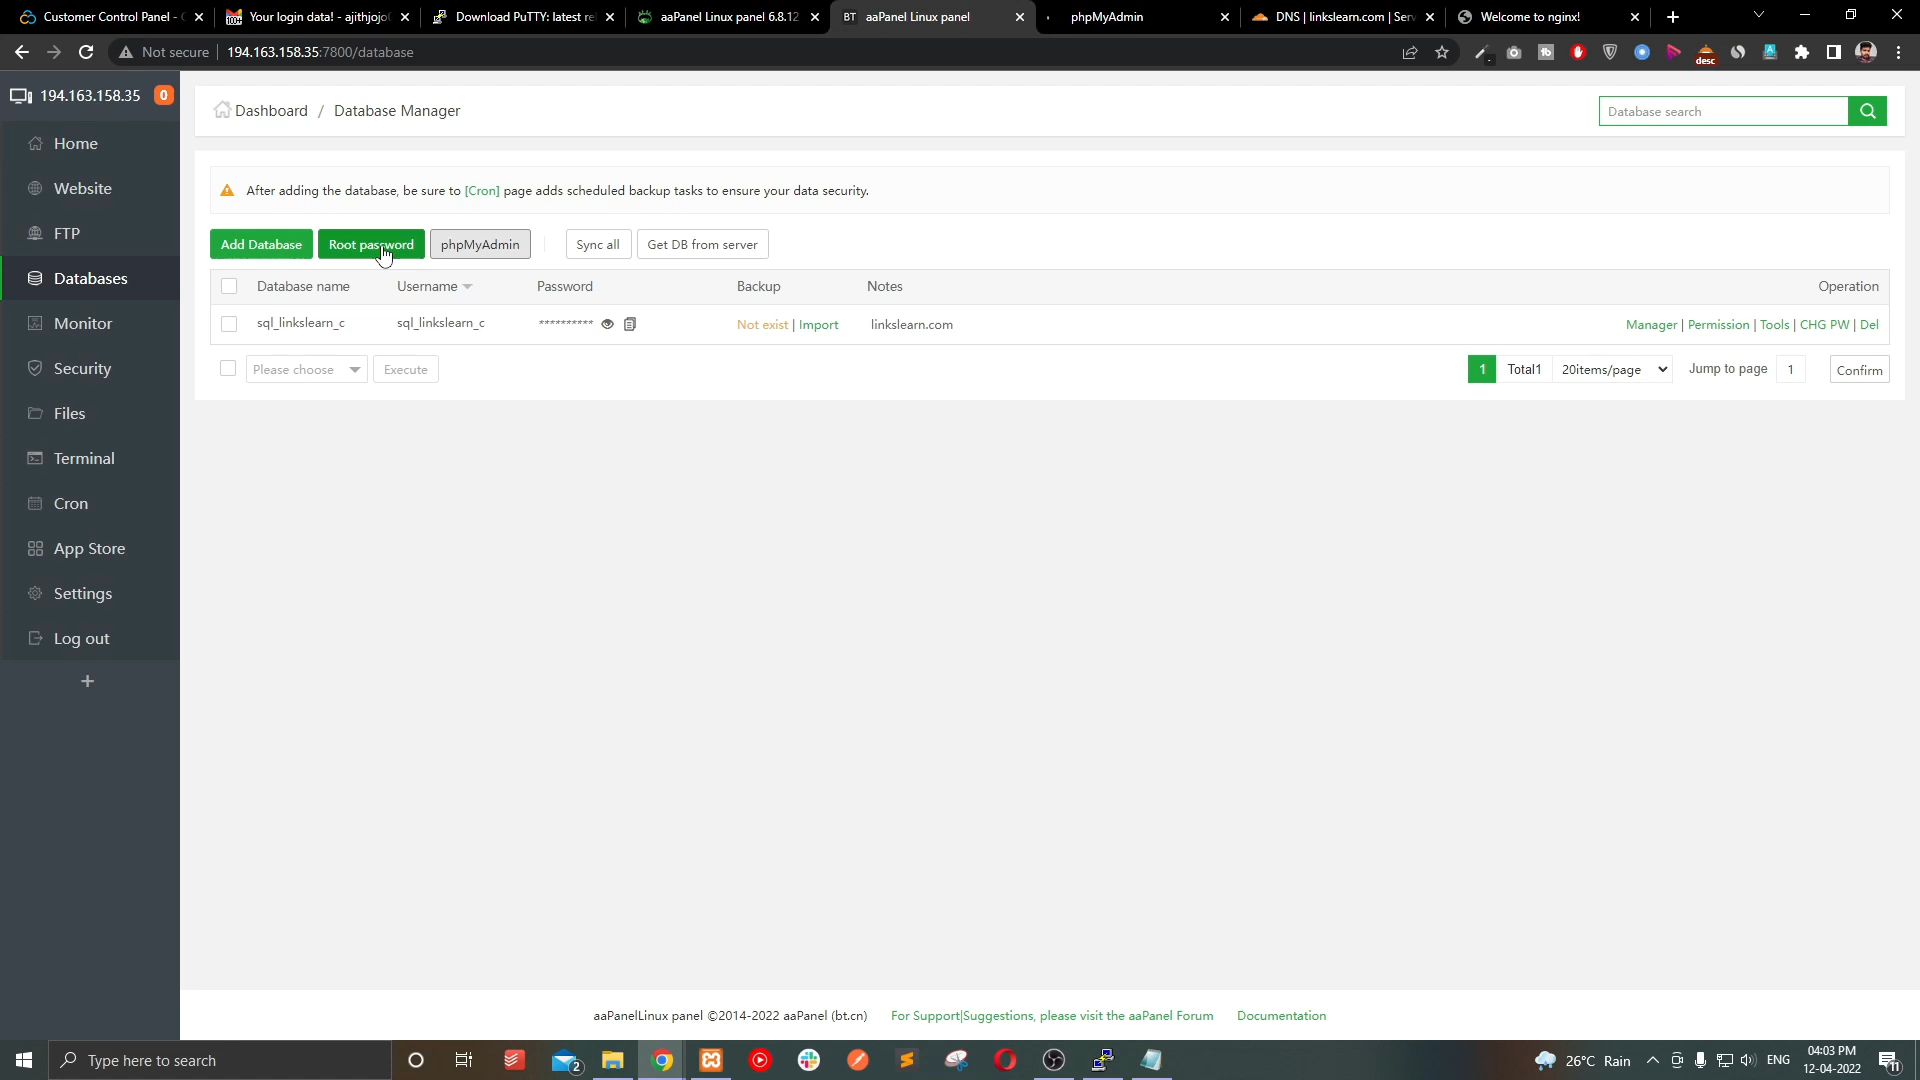 Customer Control Panel -
Your login data! - ajithjojo
Download PuTTY: latest re
aaPanel Linux panel 6.8.12
BT aaPanel Linux panel
phpMyAdmin
DNS | linkslearn.com | Serv
Welcome to nginx!
Not secure
194.163.158.35:7800/database
desc
194.163.158.35
0
Home
Website
FTP
Databases
Monitor
Security
Files
Terminal
Cron
App Store
Settings
Log out
+
Dashboard / Database Manager
Database search
After adding the database, be sure to [Cron] page adds scheduled backup tasks to ensure your data security.
Add Database
Root password
phpMyAdmin
Sync all
Get DB from server
Database name
Username
Password
Backup
Notes
Operation
sql_linkslearn_c
sql_linkslearn_c
**********
Not exist | Import
linkslearn.com
Manager | Permission | Tools | CHG PW | Del
Please choose
Execute
1
Total1
20items/page
Jump to page
1
Confirm
aaPanelLinux panel ©2014-2022 aaPanel (bt.cn)
For Support|Suggestions, please visit the aaPanel Forum
Documentation
Type here to search
2
26°C Rain
ENG
04:03 PM
12-04-2022
11